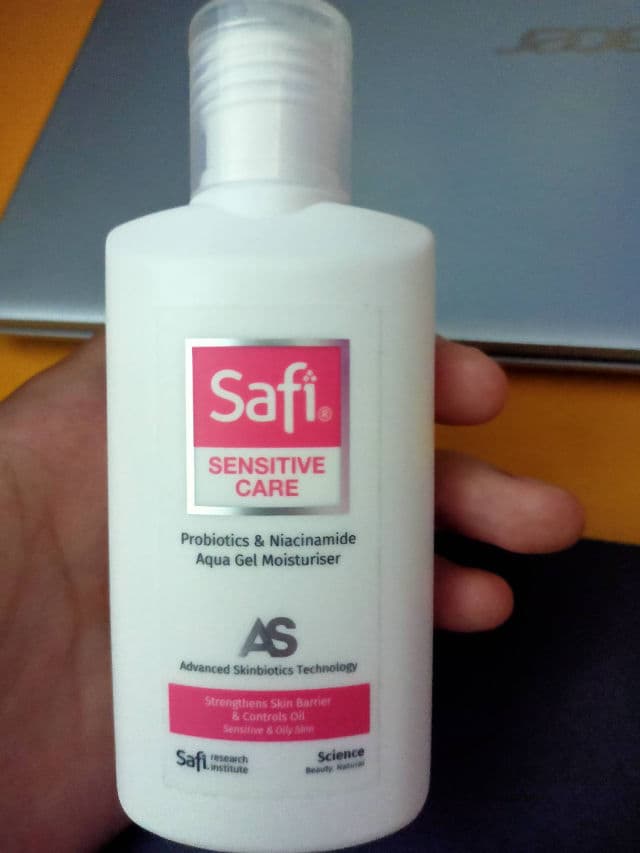 acer
Safi®
SENSITIVE
CARE
Probiotics & Niacinamide
Aqua Gel Moisturiser
AS
Advanced Skinbiotics Technology
Strengthens Skin Barrier
& Controls Oil
Sensitive & Oily Skin
Safi research
institute
Science
Beauty. Natural